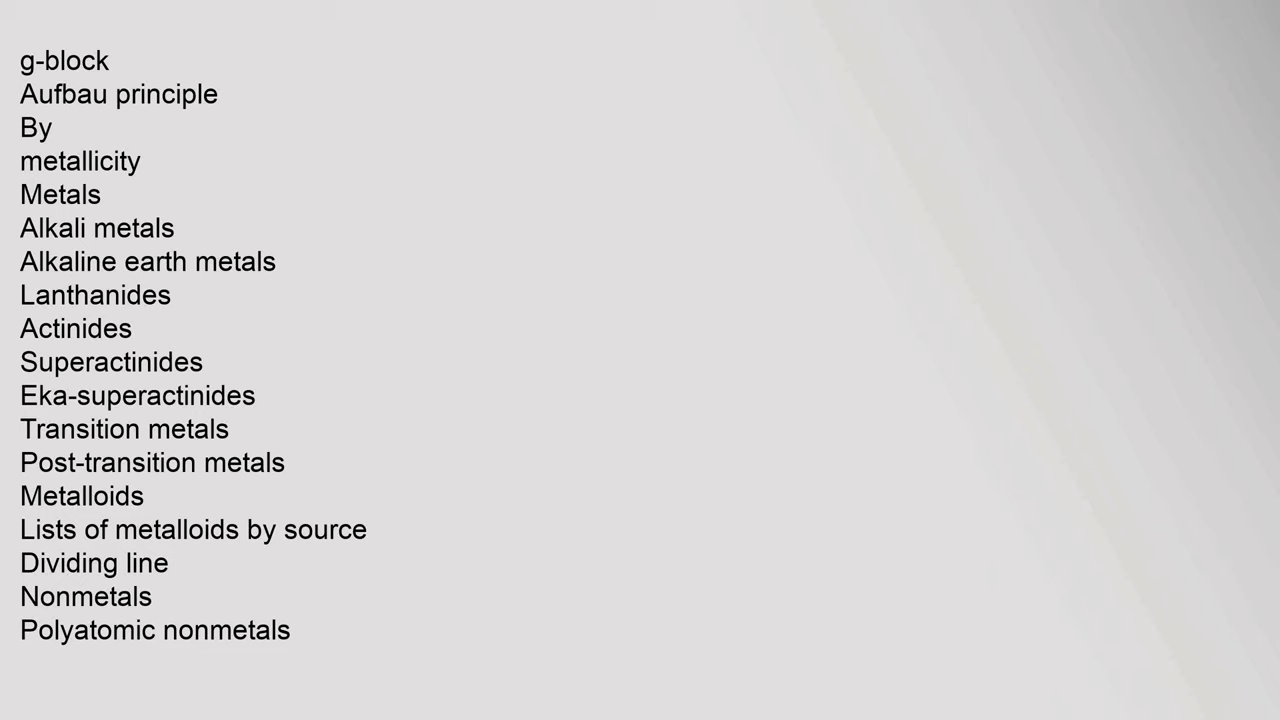 g-block
Aufbau principle
By
metallicity
Metals
Alkali metals
Alkaline earth metals
Lanthanides
Actinides
Superactinides
Eka-superactinides
Transition metals
Post-transition metals
Metalloids
Lists of metalloids by source
Dividing line
Nonmetals
Polyatomic nonmetals